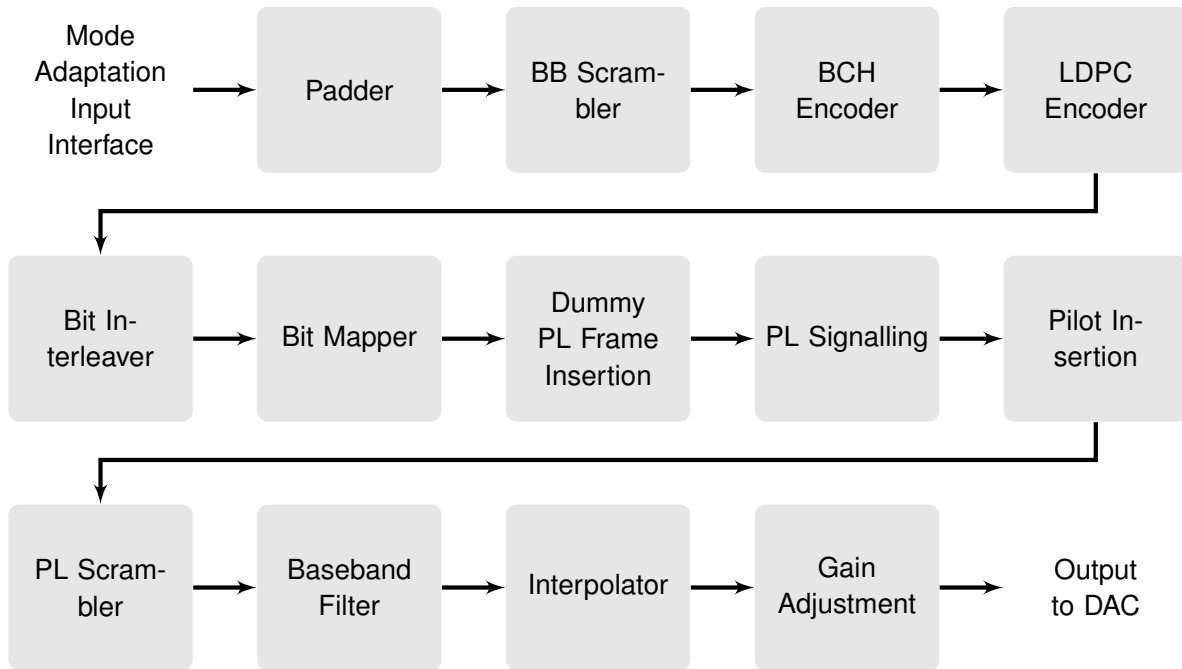 Mode
Adaptation
Input
Interface
Padder
BB Scram-
bler
BCH
Encoder
LDPC
Encoder
Bit In-
terleaver
Bit Mapper
Dummy
PL Frame
Insertion
PL Signalling
Pilot In-
sertion
PL Scram-
bler
Baseband
Filter
Interpolator
Gain
Adjustment
Output
to DAC